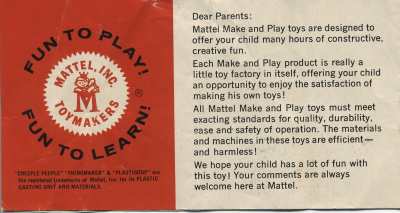 FUN TO PLAY!
MATTEL, INC.
M
TOYMAKERS
®
FUN TO LEARN!
"CREEPLE PEOPLE" "THINGMAKER" & "PLASTIGOOP" are
the registered trademarks of Mattel, Inc. for its PLASTIC
CASTING UNIT AND MATERIALS.
Dear Parents:
Mattel Make and Play toys are designed to
offer your child many hours of constructive,
creative fun.
Each Make and Play product is really a
little toy factory in itself, offering your child
an opportunity to enjoy the satisfaction of
making his own toys!
All Mattel Make and Play toys must meet
exacting standards for quality, durability,
ease and safety of operation. The materials
and machines in these toys are efficient—
and harmless!
We hope your child has a lot of fun with
this toy! Your comments are always
welcome here at Mattel.